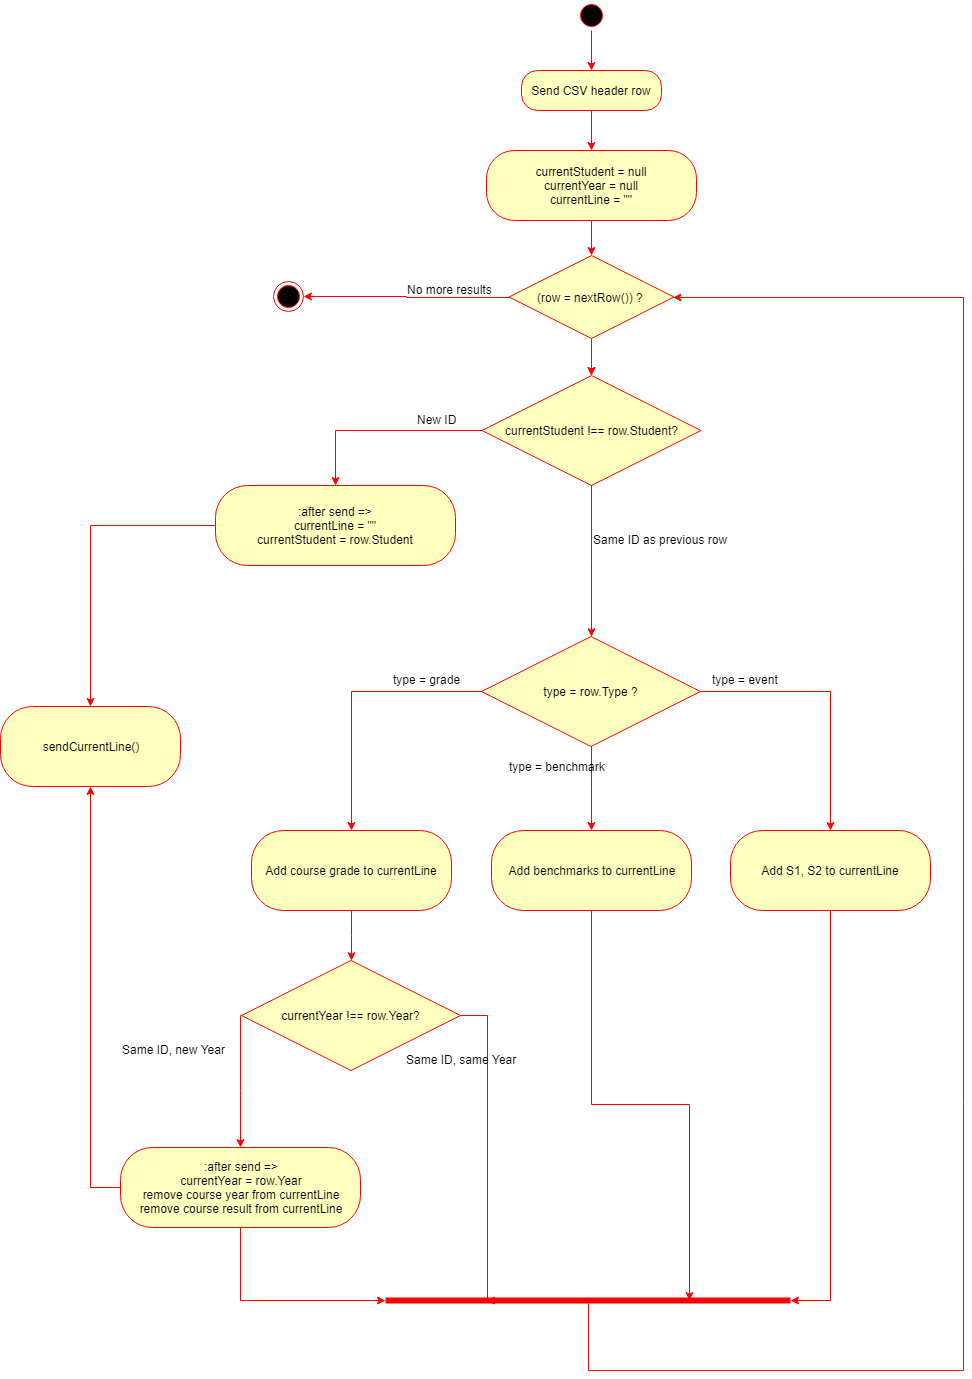 Send CSV header row
currentStudent = null
currentYear = null
currentLine = ""
No more results
(row = nextRow()) ?
New ID
currentStudent !== row.Student?
:after send =>
currentLine = ""
currentStudent = row.Student
Same ID as previous row
type = grade
type = row.Type ?
type = event
sendCurrentLine()
type = benchmark
Add course grade to currentLine
Add benchmarks to currentLine
Add S1, S2 to currentLine
currentYear !== row.Year?
Same ID, new Year
Same ID, same Year
:after send =>
currentYear = row.Year
remove course year from currentLine
remove course result from currentLine